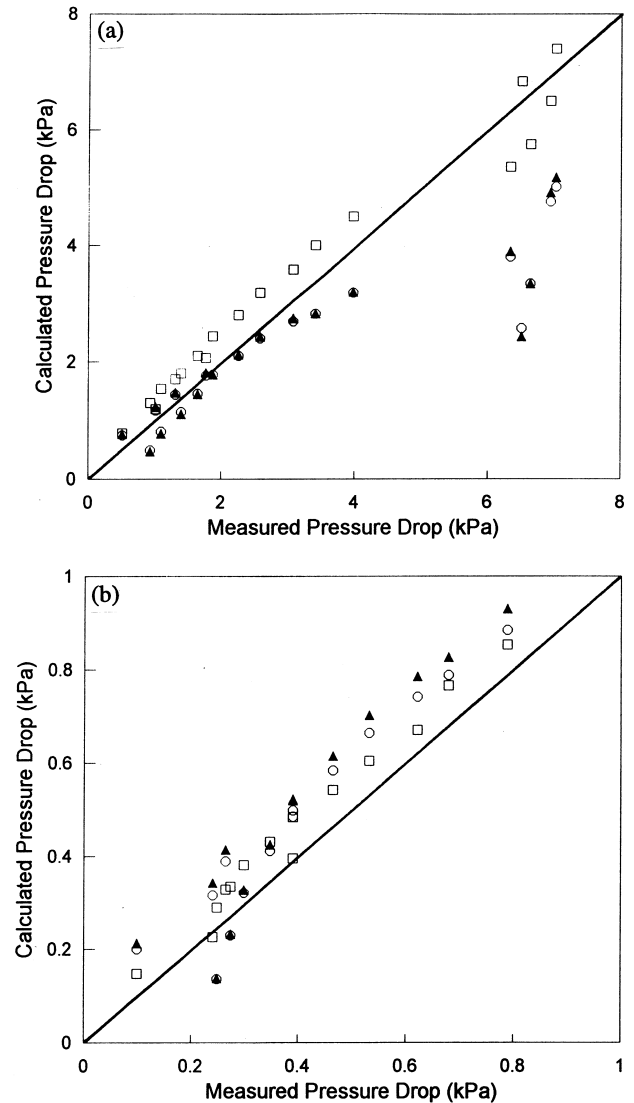 (a)
8
6
4
2
0
0 2 4 6 8
Calculated Pressure Drop (kPa)
Measured Pressure Drop (kPa)
(b)
1
0.8
0.6
0.4
0.2
0
0 0.2 0.4 0.6 0.8 1
Calculated Pressure Drop (kPa)
Measured Pressure Drop (kPa)